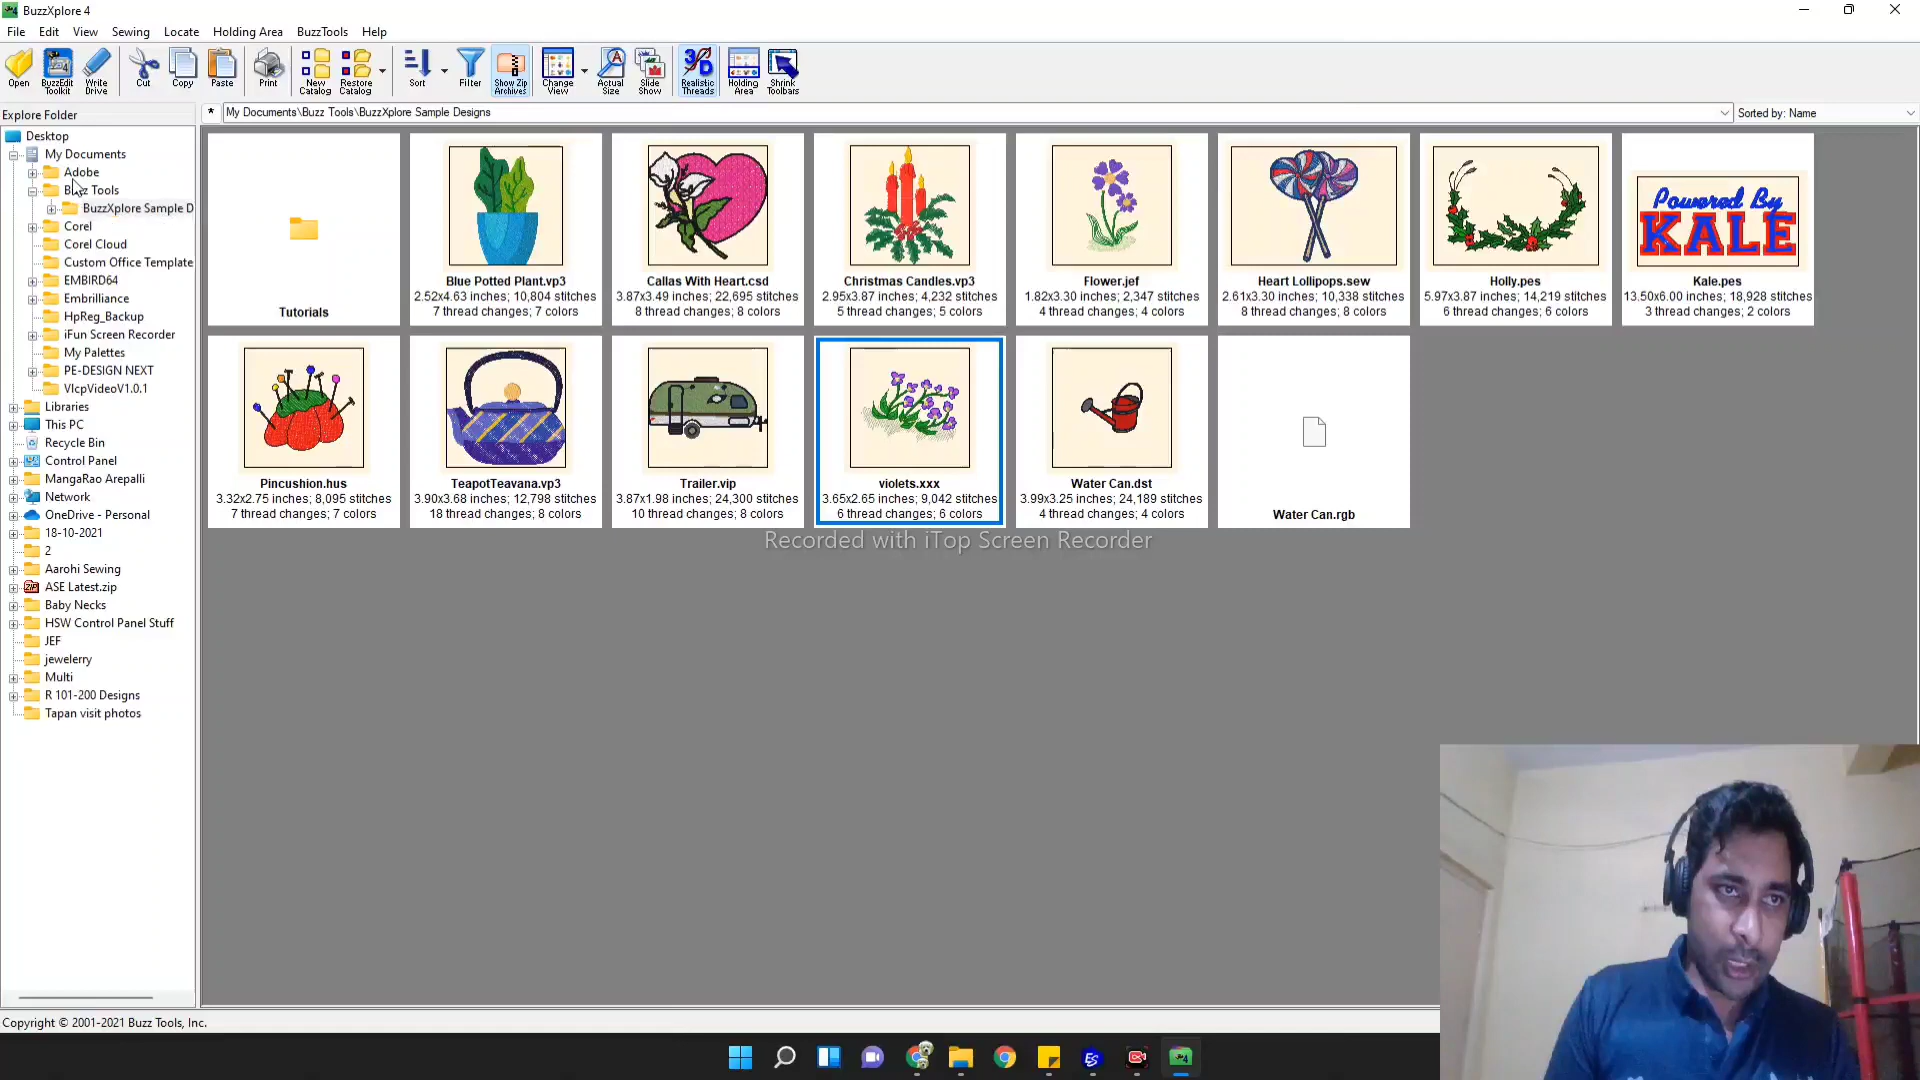 BuzzXplore 4
File Edit View Sewing Locate Holding Area BuzzTools Help
Open BuzzEdit Toolkit Write Drive Cut Copy Paste Print New Catalog Restore Catalog Sort Filter Show Zip Archives Change View Actual Size Slide Show Realistic Threads Holding Area Shrink Toolbars
Explore Folder
* My Documents\Buzz Tools\BuzzXplore Sample Designs
Sorted by: Name
Desktop
My Documents
Adobe
Buzz Tools
BuzzXplore Sample D
Corel
Corel Cloud
Custom Office Template
EMBIRD64
Embrilliance
HpReg_Backup
iFun Screen Recorder
My Palettes
PE-DESIGN NEXT
VlcpVideoV1.0.1
Libraries
This PC
Recycle Bin
Control Panel
MangaRao Arepalli
Network
OneDrive - Personal
18-10-2021
2
Aarohi Sewing
ASE Latest.zip
Baby Necks
HSW Control Panel Stuff
JEF
jewelerry
Multi
R 101-200 Designs
Tapan visit photos
Tutorials
Blue Potted Plant.vp3
2.52x4.63 inches; 10,804 stitches
7 thread changes; 7 colors
Callas With Heart.csd
3.87x3.49 inches; 22,695 stitches
8 thread changes; 8 colors
Christmas Candles.vp3
2.95x3.87 inches; 4,232 stitches
5 thread changes; 5 colors
Flower.jef
1.82x3.30 inches; 2,347 stitches
4 thread changes; 4 colors
Heart Lollipops.sew
2.61x3.30 inches; 10,338 stitches
8 thread changes; 8 colors
Holly.pes
5.97x3.87 inches; 14,219 stitches
6 thread changes; 6 colors
Powered By
KALE
Kale.pes
13.50x6.00 inches; 18,928 stitches
3 thread changes; 2 colors
Pincushion.hus
3.32x2.75 inches; 8,095 stitches
7 thread changes; 7 colors
TeapotTeavana.vp3
3.90x3.68 inches; 12,798 stitches
18 thread changes; 8 colors
Trailer.vip
3.87x1.98 inches; 24,300 stitches
10 thread changes; 8 colors
violets.xxx
3.65x2.65 inches; 9,042 stitches
6 thread changes; 6 colors
Water Can.dst
3.99x3.25 inches; 24,189 stitches
4 thread changes; 4 colors
Water Can.rgb
Recorded with iTop Screen Recorder
Copyright © 2001-2021 Buzz Tools, Inc.